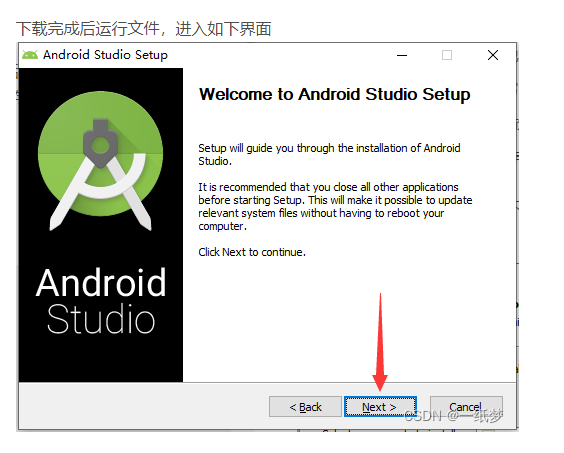 下载完成后运行文件，进入如下界面
Android Studio Setup
Welcome to Android Studio Setup
Setup will guide you through the installation of Android
Studio.
It is recommended that you close all other applications
before starting Setup. This will make it possible to update
relevant system files without having to reboot your
computer.
Click Next to continue.
Android
Studio
< Back
Next >
Cancel
CSDN @一纸梦